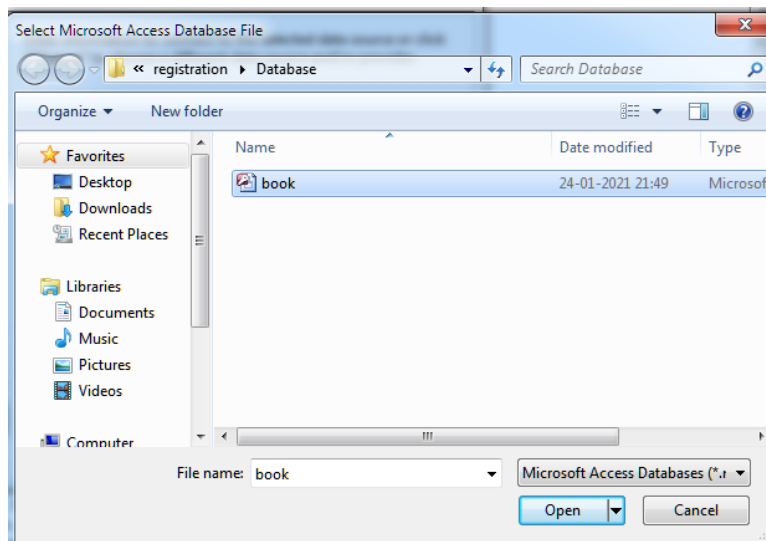 Select Microsoft Access Database File
« registration Database
Search Database
Organize New folder
Name Date modified Type
Favorites
Desktop
Downloads
Recent Places
Libraries
Documents
Music
Pictures
Videos
Computer
book 24-01-2021 21:49 Microsof
File name: book
Microsoft Access Databases (*.r
Open Cancel